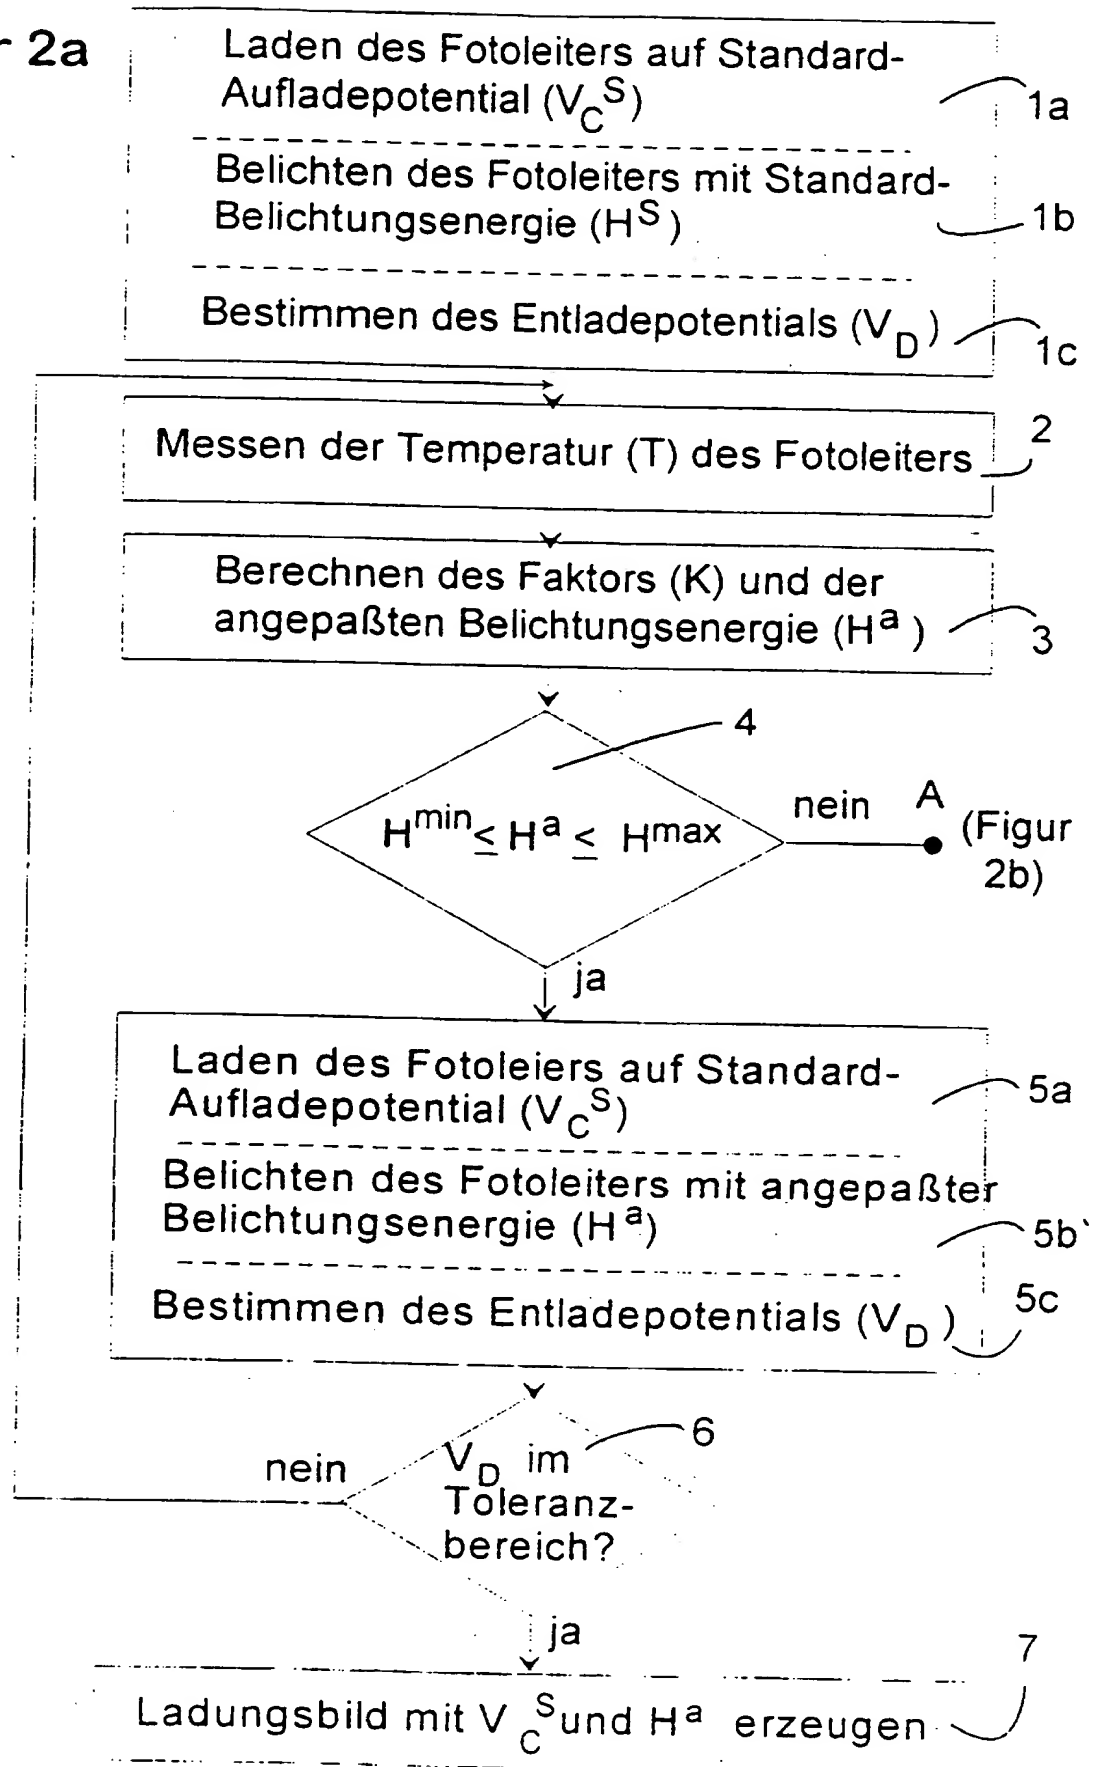 r 2a
Laden des Fotoleiters auf Standard-
Aufladepotential (V_C^S)
1a
Belichten des Fotoleiters mit Standard-
Belichtungsenergie (H^S)
1b
Bestimmen des Entladepotentials (V_D)
1c
Messen der Temperatur (T) des Fotoleiters
2
Berechnen des Faktors (K) und der
angepaßten Belichtungsenergie (H^a)
3
4
H^min ≤ H^a ≤ H^max
nein
A
(Figur
2b)
ja
Laden des Fotoleiers auf Standard-
Aufladepotential (V_C^S)
5a
Belichten des Fotoleiters mit angepaßter
Belichtungsenergie (H^a)
5b
Bestimmen des Entladepotentials (V_D)
5c
6
nein
V_D im
Toleranz-
bereich?
ja
7
Ladungsbild mit V_C^S und H^a erzeugen